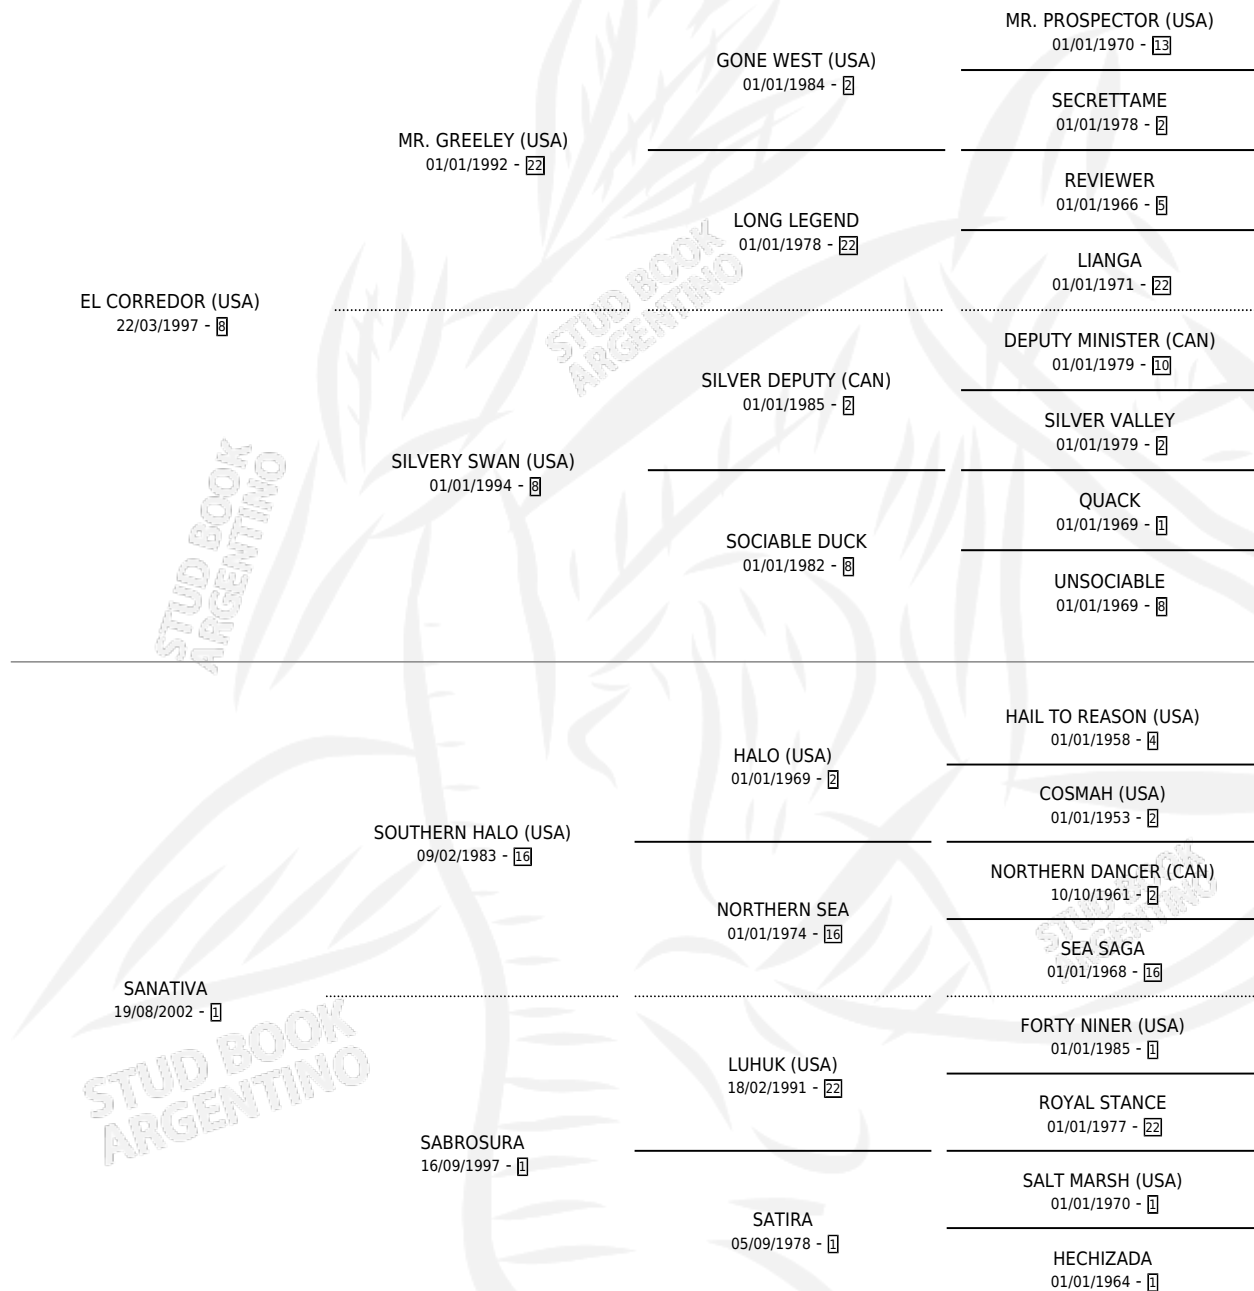 MR. PROSPECTOR (USA)
01/01/1970 - 13
GONE WEST (USA)
01/01/1984 - 2
SECRETTAME
01/01/1978 - 2
MR. GREELEY (USA)
01/01/1992 - 22
REVIEWER
01/01/1966 - 5
LONG LEGEND
01/01/1978 - 22
LIANGA
01/01/1971 - 22
EL CORREDOR (USA)
22/03/1997 - 8
DEPUTY MINISTER (CAN)
01/01/1979 - 10
SILVER DEPUTY (CAN)
01/01/1985 - 2
SILVER VALLEY
01/01/1979 - 2
SILVERY SWAN (USA)
01/01/1994 - 8
QUACK
01/01/1969 - 1
SOCIABLE DUCK
01/01/1982 - 8
UNSOCIABLE
01/01/1969 - 8
STUD BOOK
ARGENTINO
STUD BOOK
ARGENTINO
HAIL TO REASON (USA)
01/01/1958 - 4
HALO (USA)
01/01/1969 - 2
COSMAH (USA)
01/01/1953 - 2
SOUTHERN HALO (USA)
09/02/1983 - 16
NORTHERN DANCER (CAN)
10/10/1961 - 2
NORTHERN SEA
01/01/1974 - 16
SEA SAGA
01/01/1968 - 16
STUD BOOK
ARGENTINO
SANATIVA
19/08/2002 - 1
FORTY NINER (USA)
01/01/1985 - 1
LUHUK (USA)
18/02/1991 - 22
ROYAL STANCE
01/01/1977 - 22
SABROSURA
16/09/1997 - 1
SALT MARSH (USA)
01/01/1970 - 1
SATIRA
05/09/1978 - 1
HECHIZADA
01/01/1964 - 1
STUD BOOK
ARGENTINO